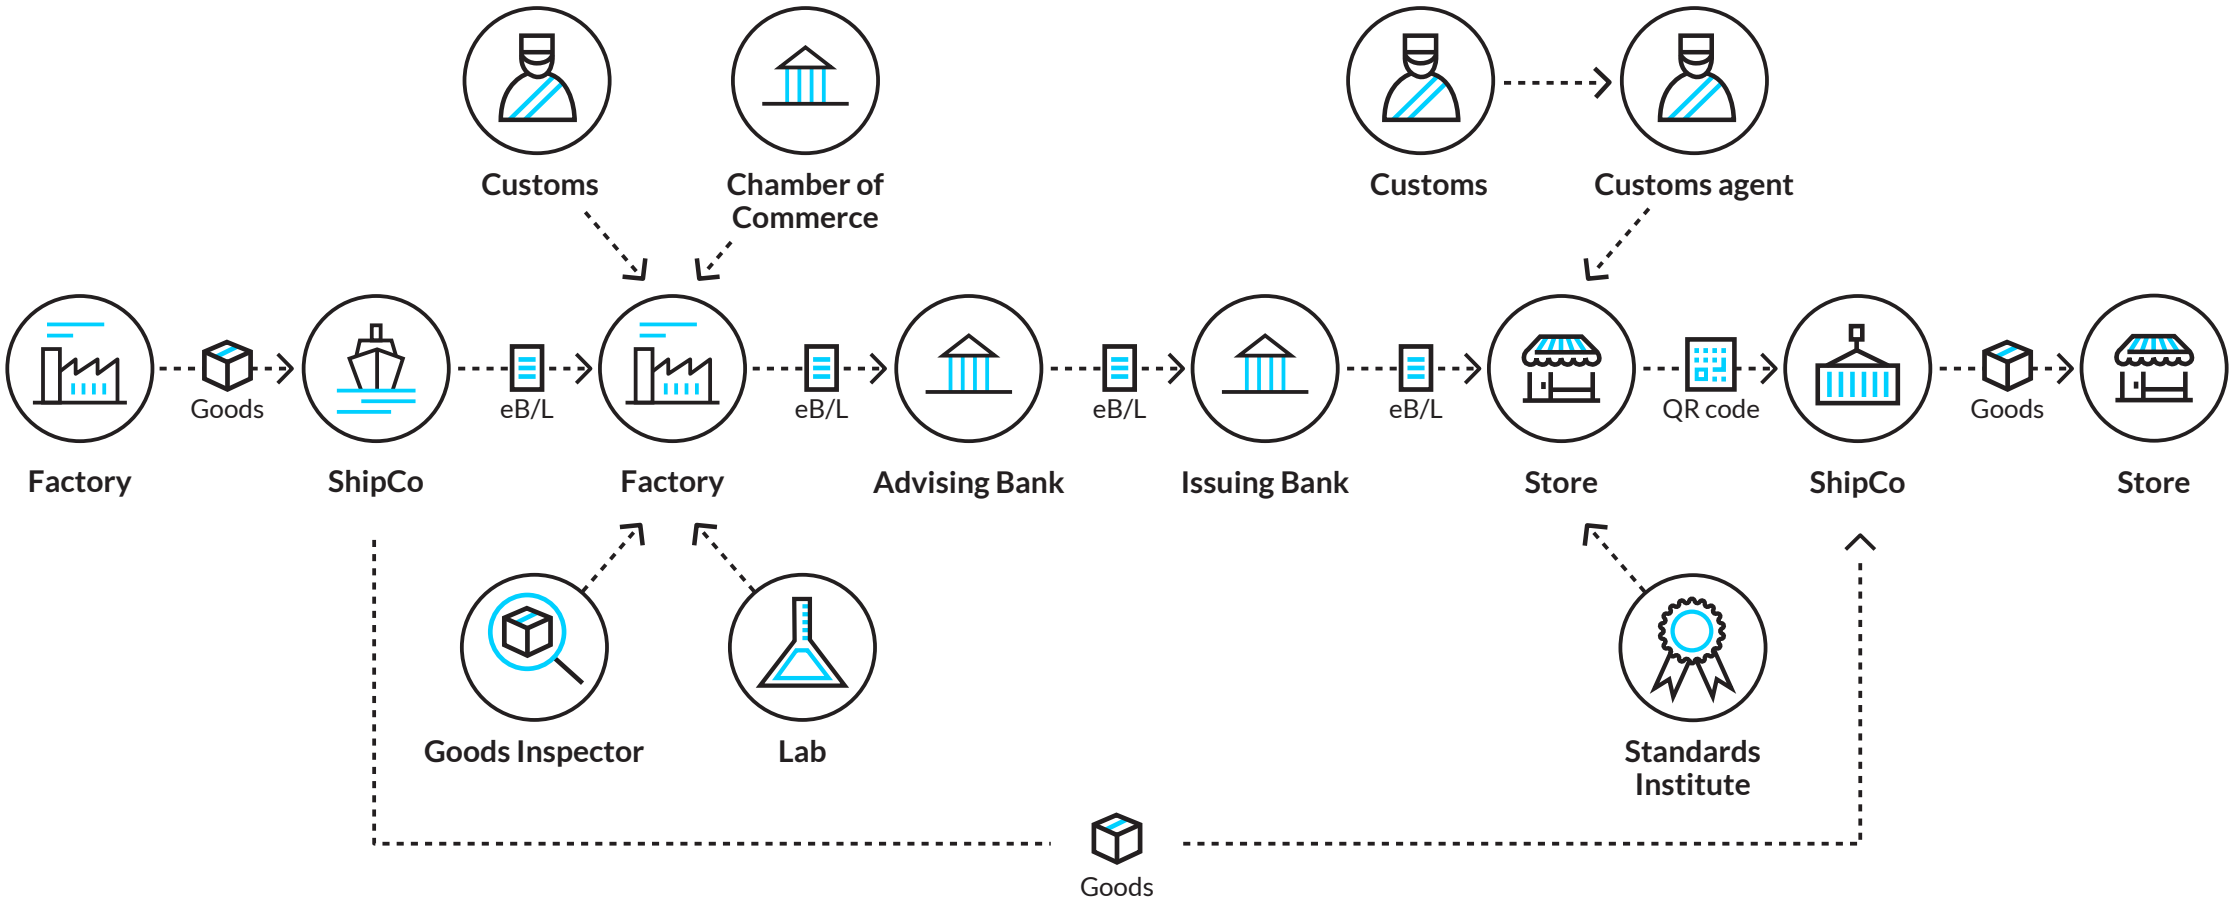 Customs
Chamber of
Commerce
Customs
Customs agent
Goods
eB/L
eB/L
eB/L
eB/L
QR code
Goods
Factory
ShipCo
Factory
Advising Bank
Issuing Bank
Store
ShipCo
Store
Goods Inspector
Lab
Standards
Institute
Goods